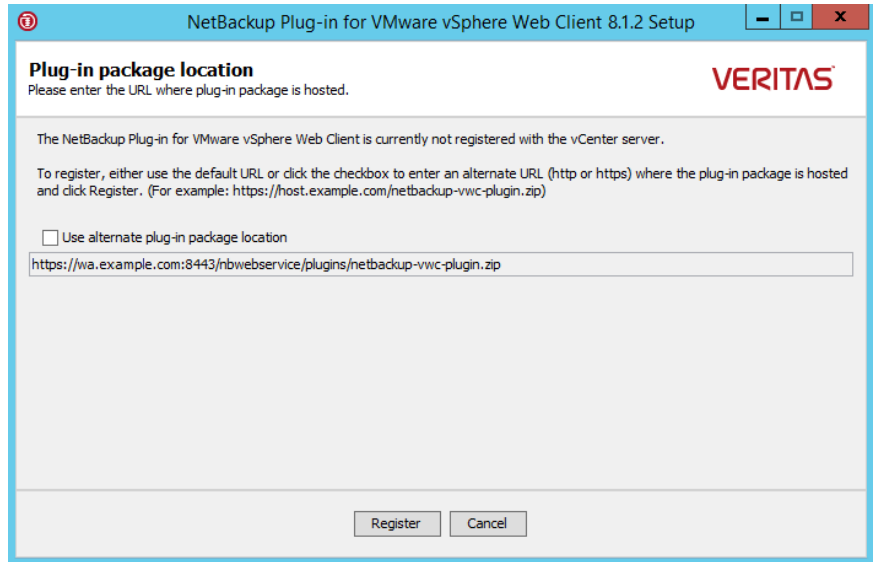 NetBackup Plug-in for VMware vSphere Web Client 8.1.2 Setup
Plug-in package location
Please enter the URL where plug-in package is hosted.
VERITAS
The NetBackup Plug-in for VMware vSphere Web Client is currently not registered with the vCenter server.
To register, either use the default URL or click the checkbox to enter an alternate URL (http or https) where the plug-in package is hosted
and click Register. (For example: https://host.example.com/netbackup-vwc-plugin.zip)
Use alternate plug-in package location
https://wa.example.com:8443/nbwebservice/plugins/netbackup-vwc-plugin.zip
Register Cancel